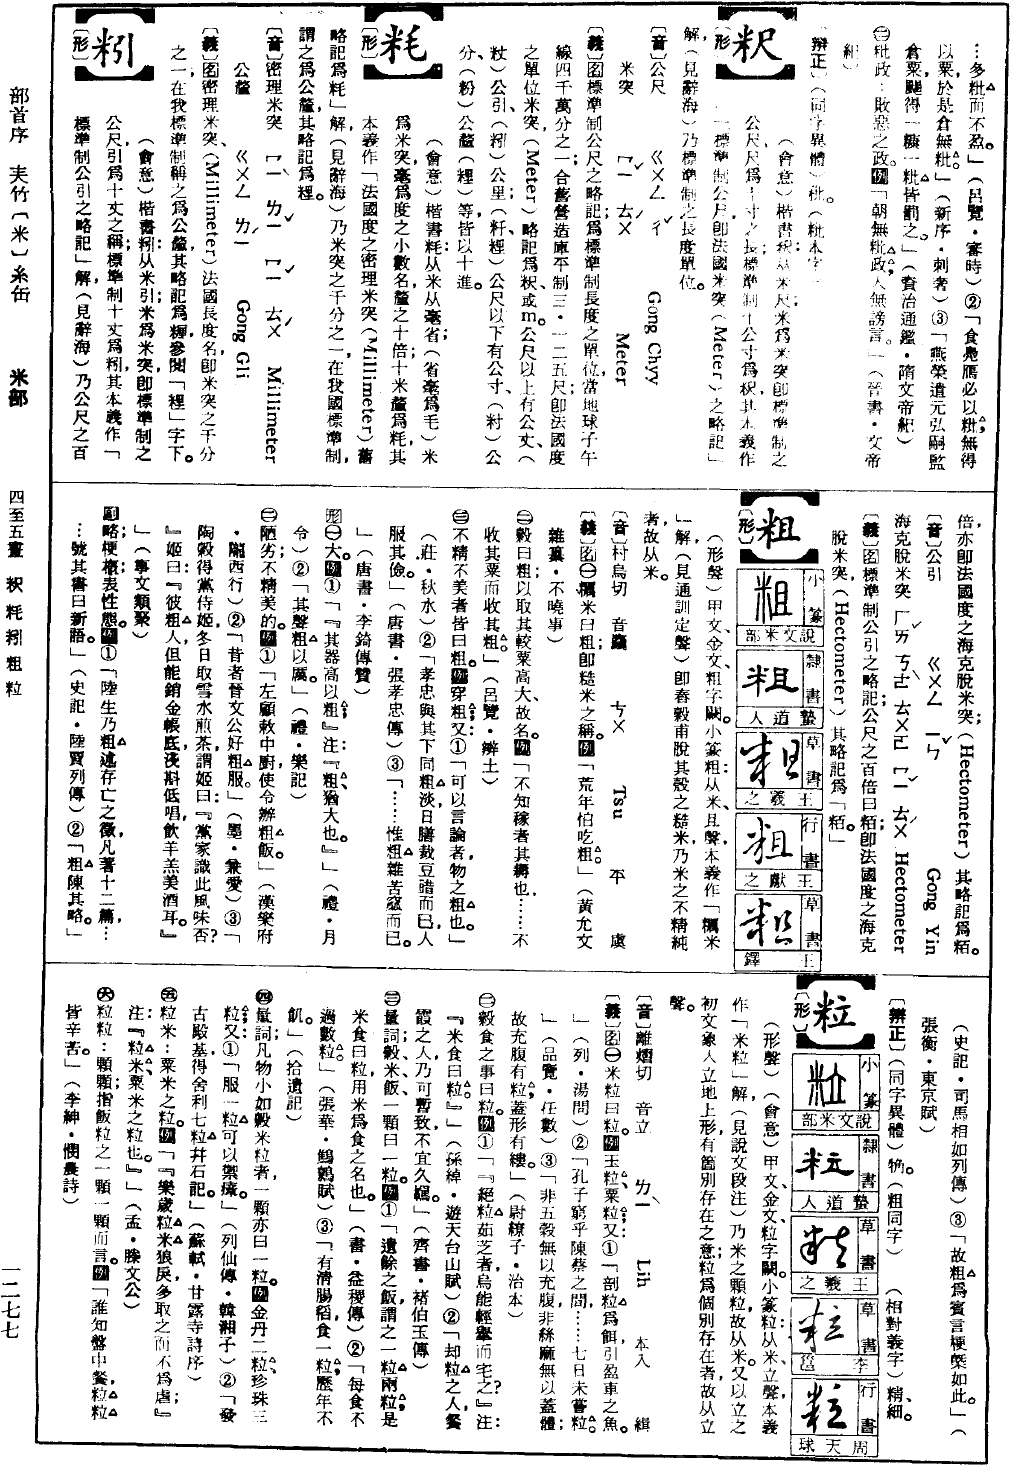 …多粃而不盈。」(呂覽・審時)②「食鳧鴈必以粃,無得
以粟,於是倉無粃。」(新序・刺奢)③「燕榮遣元弘嗣監
倉粟,颺得一糠一粃,皆罰之。」(資治通鑑・隋文帝紀)
㊂粃政:敗惡之政。例「朝無粃政,人無謗言。」(晉書・文帝
紀)
〔辨正〕(同字異體)秕。(粃本字)
粎
〔形〕
(會意)楷書粎:从米尺,米爲米突,即標準制之
公尺,尺爲十寸之長,標準制十公寸爲粎,其本義作
「標準制公尺,即法國米突(Meter)之略記」
解(見辭海),乃標準制之長度單位。
〔音〕公尺 ㄍㄨㄥ ㄔˇ Gong Chyy
米突 ㄇㄧˇ ㄊㄨˊ Meter
〔義〕名標準制公尺之略記;爲標準制長度之單位,當地球子午
線四千萬分之一;合舊營造庫平制三・一二五尺;即法國度
之單位米突,(Meter)略記爲粎或m。公尺以上有公丈、(
粀)公引、(粌)公里(粁粴)公尺以下有公寸、(籿)公
分、(粉)公釐(粴)等,皆以十進。
粍
〔形〕
(會意)楷書粍:从米从毫省(省毫爲毛),米
爲米突,毫爲度之小數名,釐之十倍,十米釐爲粍,其
本義作「法國度之密理米突(Millimeter)舊
略記爲粍」解(見辭海),乃米突之千分之一,在我國標準制
謂之爲公釐,其略記爲粴。
〔音〕密理米突 ㄇㄧˋ ㄌㄧˇ ㄇㄧˇ ㄊㄨˊ Millimeter
公釐 ㄍㄨㄥ ㄌㄧˊ Gong Gli
〔義〕名密理米突,(Millimeter)法國長度名,即米突之千分
之一,在我標準制稱之爲公釐,其略記爲粴,參閱「粴」字下。
粌
〔形〕
(會意)楷書粌:从米引,米爲米突,即標準制之
公尺,引爲十丈之稱,標準制十丈爲粌,其本義作「
標準制公引之略記」解(見辭海),乃公尺之百
倍,亦即法國度之海克脫米突;(Hectometer)其略記爲粨。
〔音〕公引 ㄍㄨㄥ ㄧㄣˇ Gong Yin
海克脫米突 ㄏㄞˇ ㄎㄜˋ ㄊㄨㄛ ㄇㄧˇ ㄊㄨˊ Hectometer
〔義〕名標準制公引之略記;公尺之百倍曰粨,即法國度之海克
脫米突,(Hectometer)其略記爲「粨。」
粗
〔形〕
小篆 說文米部
隸書 蟄道人
草書 王羲之
行書 王獻之
草書 王鐸
(形聲)甲文金文粗字闕。小篆粗:从米,且聲,本義作「糲米
」解(見通訓定聲),即舂穀甫脫其殼之糙米,乃米之不精純
者,故从米。
〔音〕村烏切 音麤 ㄘㄨ Tsu 平 虞
〔義〕名㊀糲米曰粗,即糙米之稱。例「荒年怕吃粗。」(黃允文
雜纂・不曉事)
㊁穀曰粗;以取其較粟高大,故名。例「不知稼者,其耨也……不
收其粟而收其粗。」(呂覽・辨土)
㊂不精不美者皆曰粗。例穿粗,又①「可以言論者,物之粗也。」
(莊・秋水)②「孝忠與其下同粗淡,日膳裁豆䜺而已,人
服其儉。」(唐書・張孝忠傳)③「……惟粗雜苦窳而已。
」(唐書・李錡傳贊)
形㊀大。例①「『其器高以粗』注:『粗,猶大也。』」(禮・月
令)②「其聲粗以厲。」(禮・樂記)
㊁陋劣;不精美的。例①「左顧敕中廚,使令辨粗飯。」(漢樂府
・隴西行)②「昔者晉文公好粗服。」(墨・兼愛)③「
陶穀得黨侍姬,冬日取雪水煎茶,謂姬曰:『黨家識此風味否?
』姬曰:『彼粗人,但能銷金帳底,淺斟低唱,飲羊羔美酒耳。』
」(事文類聚)
副略,梗概;表性態。例①「陸生乃粗述存亡之徵,凡著十二篇…
…號其書曰新語。」(史記・陸賈列傳)②「粗陳其略。」
(史記・司馬相如列傳)③「故粗爲賓言梗槩如此。」(
張衡・東京賦)
〔辨正〕(同字異體)觕。(粗同字) (相對義字)精、細。
粒
〔形〕
小篆 說文米部
隸書 蟄道人
草書 王羲之
草書 李邕
行書 周天球
(形聲)(會意)甲文金文粒字闕。小篆粒:从米,立聲,本義
作「米粒」解,(見說文段注)乃米之顆粒,故从米。又以立之
初文象人立地上形,有箇別存在之意;粒爲個別存在者,故从立
聲。
〔音〕離熠切 音立 ㄌㄧˋ Lih 本入 緝
〔義〕名㊀米粒曰粒。例玉粒、粟粒,又①「剖粒爲餌,引盈車之魚。
」(列・湯問)②「孔子窮乎陳蔡之間,……七日未嘗粒。
」(呂覽・任數)③「非五穀無以充腹,非絲麻無以蓋體;
故充腹有粒,蓋形有縷。」(尉繚子・治本)
㊁穀食之事曰粒。例①「『絕粒茹芝者,烏能輕舉而宅之?』注:
『米食曰粒。』」(孫綽・遊天台山賦)②「却粒之人,餐
霞之人,乃可暫致,不宜久羈。」(齊書・褚伯玉傳)
㊂量詞:穀米飯一顆曰一粒。例①「遺餘之飯,謂之一粒兩粒,是
米食曰粒,用米爲食之名也。」(書・益稷傳)②「每食不
過數粒。」(張華・鷦鷯賦)③「有清腸稻,食一粒,歷年不
飢。」(拾遺記)
㊃量詞:凡物小如穀米粒者,一顆亦曰一粒。例金丹二粒、珍珠三
粒,又①「服一粒可以禦瘴。」(列仙傳・韓湘子)②「發
古殿基得舍利七粒,幷石記。」(蘇軾・甘露寺詩序)
㊄粒米:粟米之粒。例「『樂歲粒米狼戾,多取之而不爲虐;』
注:『粒米,粟米之粒也。』」(孟・滕文公)
㊅粒粒:顆顆,指飯粒之一顆一顆而言。例「誰知盤中餐,粒粒
皆辛苦。」(李紳・憫農詩)
部首序 耒竹〔米〕糸缶 米部 四至五畫 粎粍粌粗粒 一二七七